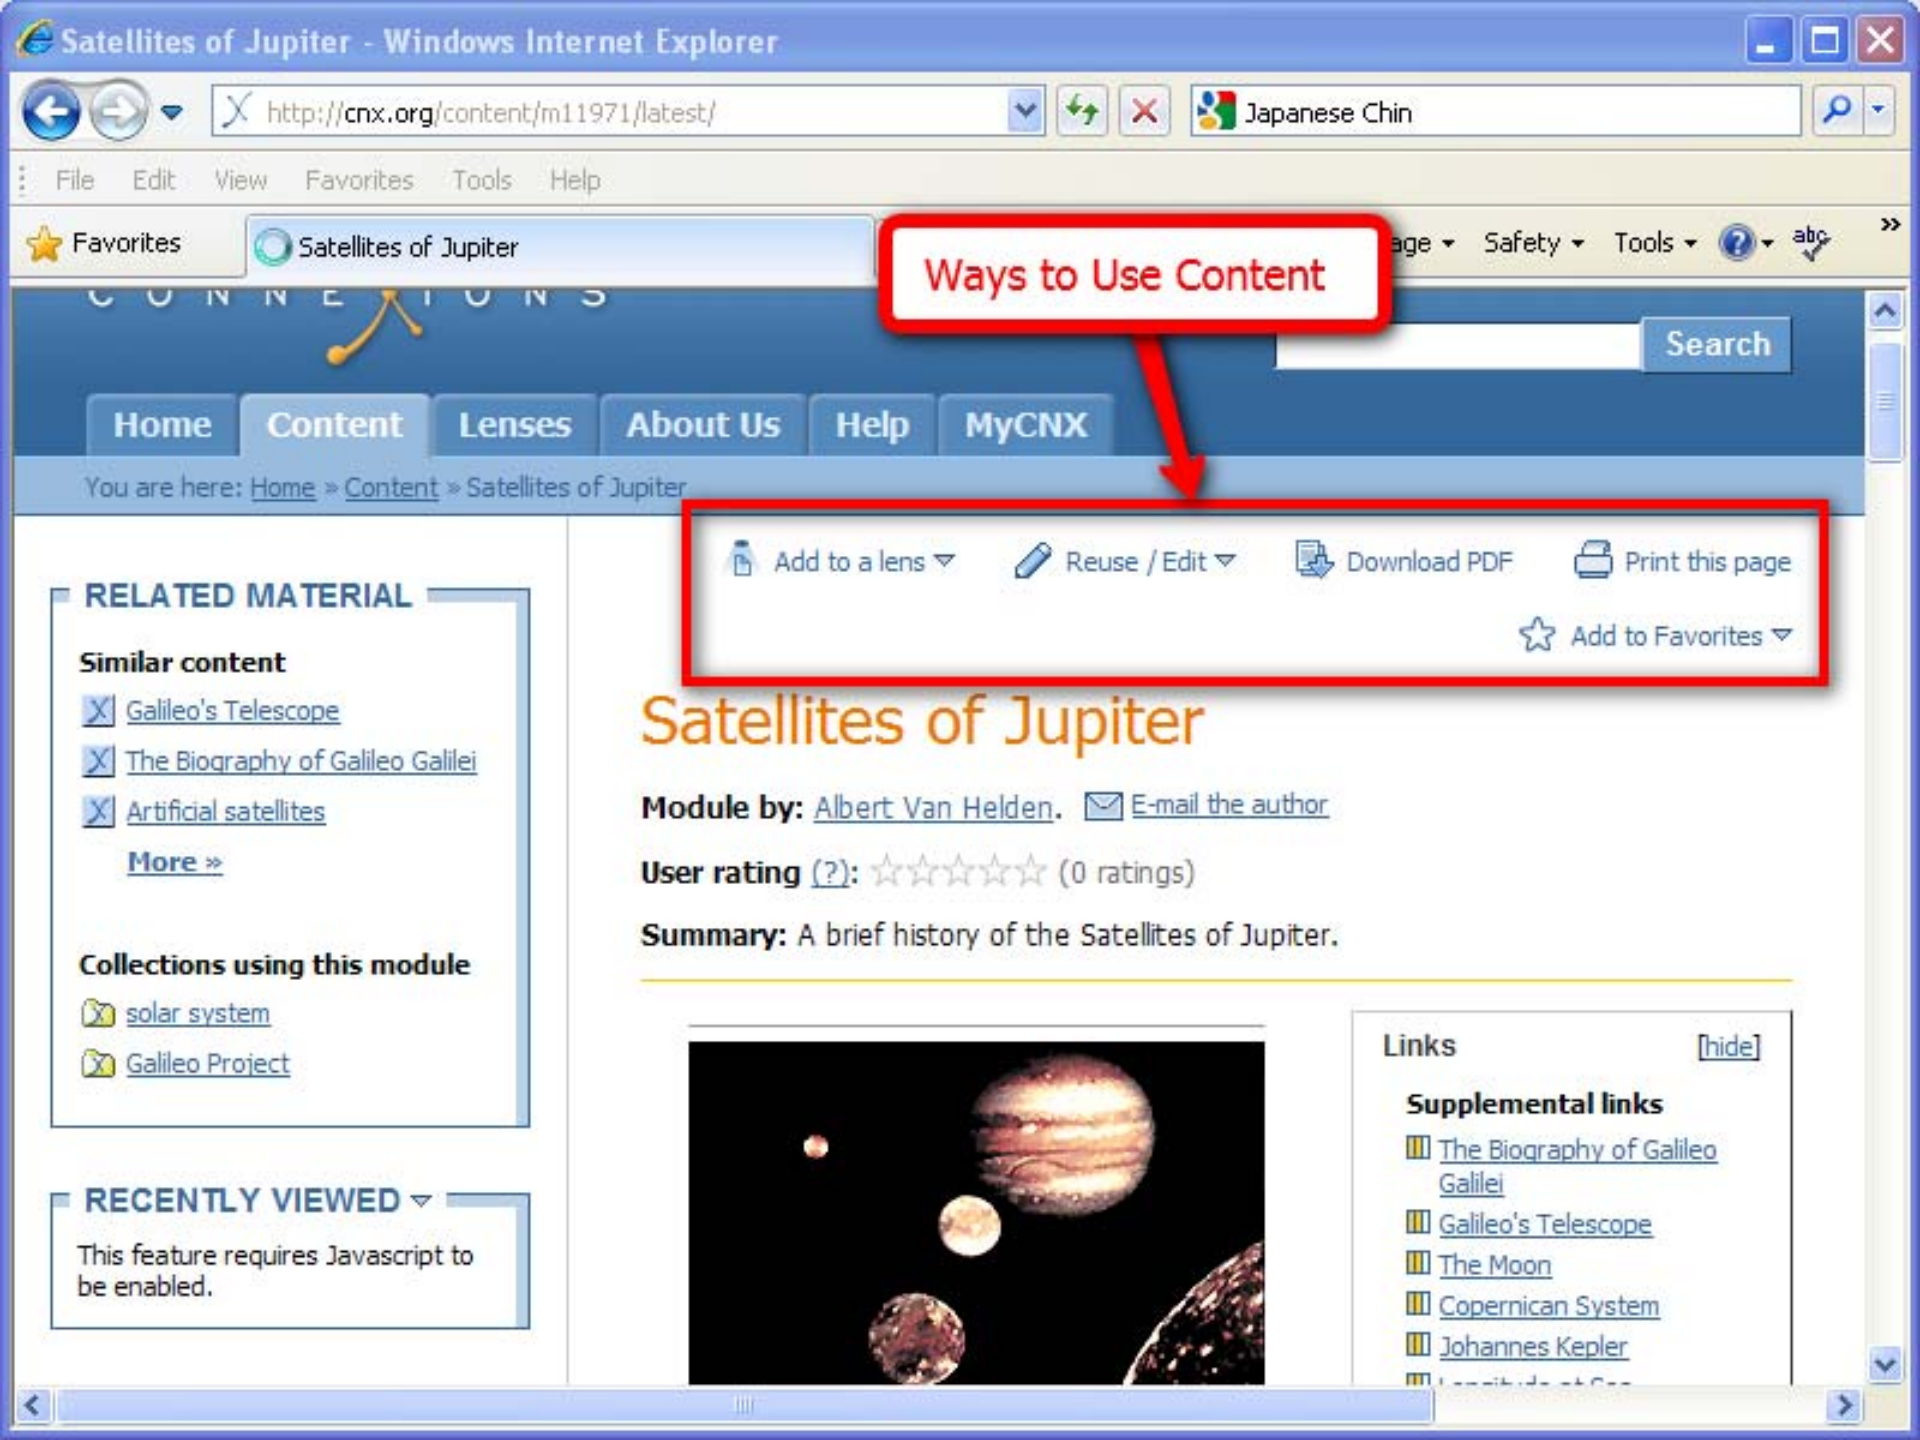 Satellites of Jupiter - Windows Internet Explorer
http://cnx.org/content/m11971/latest/
Japanese Chin
File Edit View Favorites Tools Help
Favorites
Satellites of Jupiter
age Safety Tools abc »
Ways to Use Content
CONNEXIONS
Search
Home Content Lenses About Us Help MyCNX
You are here: Home » Content » Satellites of Jupiter
Add to a lens Reuse / Edit Download PDF Print this page
Add to Favorites
RELATED MATERIAL
Similar content
Galileo's Telescope
The Biography of Galileo Galilei
Artificial satellites
More »
Collections using this module
solar system
Galileo Project
RECENTLY VIEWED
This feature requires Javascript to
be enabled.
Satellites of Jupiter
Module by: Albert Van Helden. E-mail the author
User rating (?): (0 ratings)
Summary: A brief history of the Satellites of Jupiter.
Links [hide]
Supplemental links
The Biography of Galileo
Galilei
Galileo's Telescope
The Moon
Copernican System
Johannes Kepler